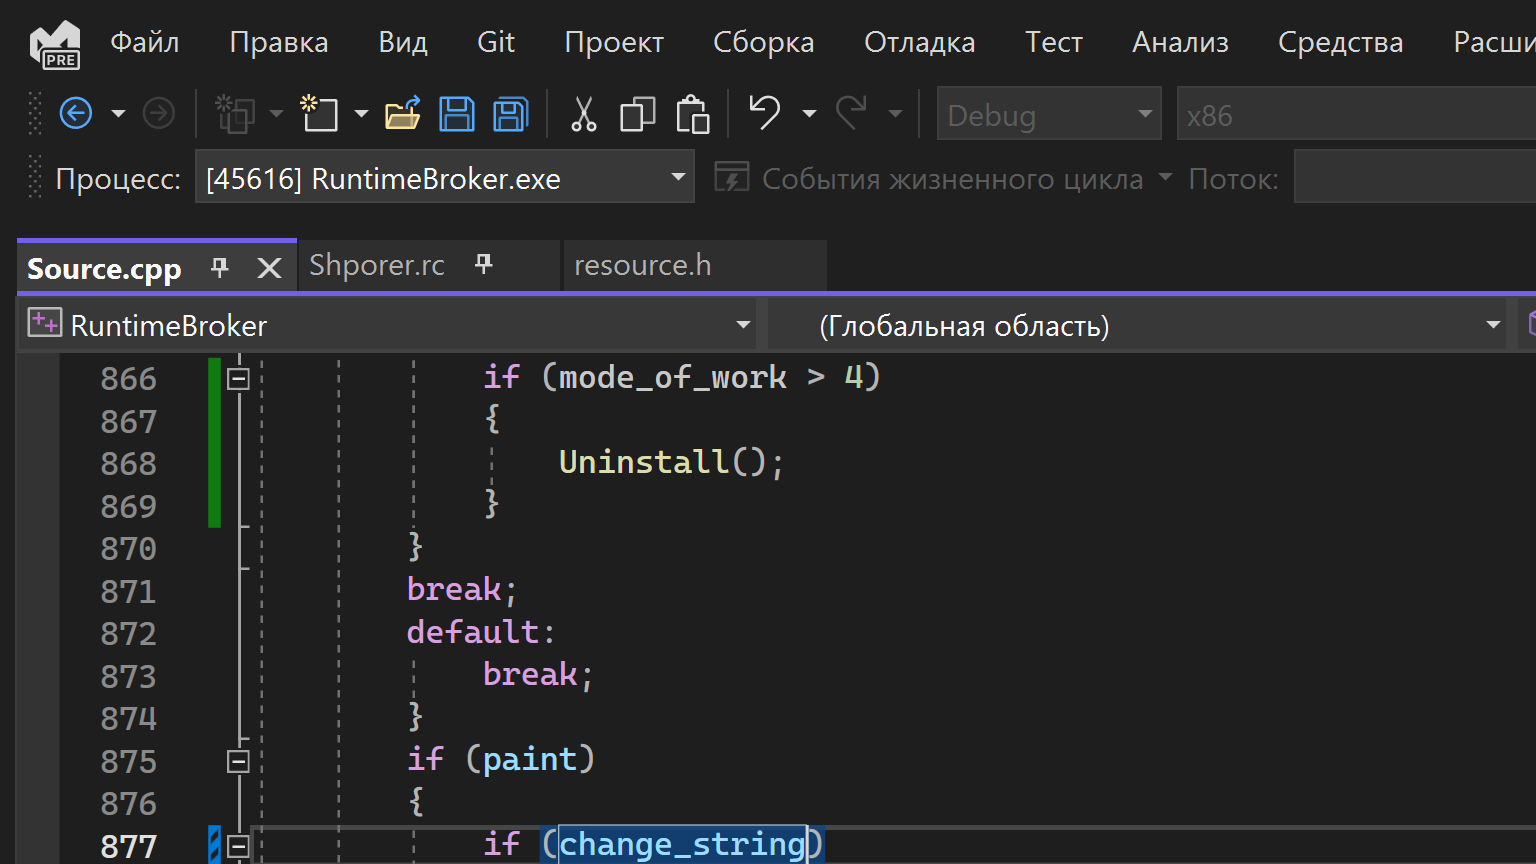 PRE Файл Правка Вид Git Проект Сборка Отладка Тест Анализ Средства Расши
Debug x86
Процесс: [45616] RuntimeBroker.exe События жизненного цикла Поток:
Source.cpp Shporer.rc resource.h
RuntimeBroker (Глобальная область)
866 if (mode_of_work > 4)
867 {
868 Uninstall();
869 }
870 }
871 break;
872 default:
873 break;
874 }
875 if (paint)
876 {
877 if (change_string)